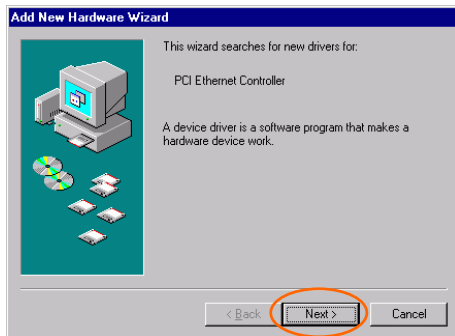 Add New Hardware Wizard
This wizard searches for new drivers for:
PCI Ethernet Controller
A device driver is a software program that makes a
hardware device work.
< Back
Next >
Cancel